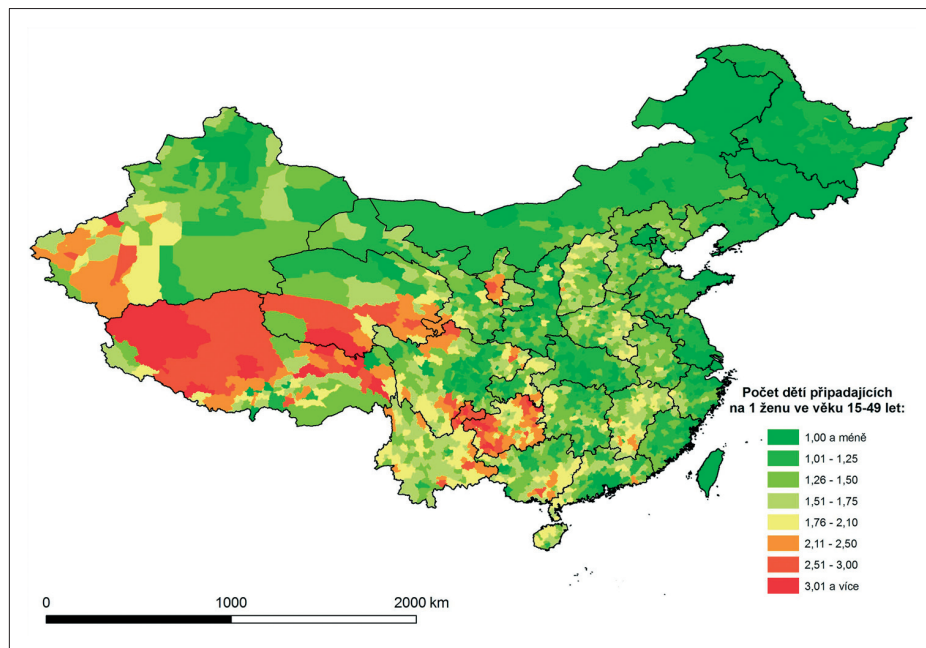 Počet dětí připadajících
na 1 ženu ve věku 15-49 let:
1,00 a méně
1,01 - 1,25
1,26 - 1,50
1,51 - 1,75
1,76 - 2,10
2,11 - 2,50
2,51 - 3,00
3,01 a více
0 1000 2000 km